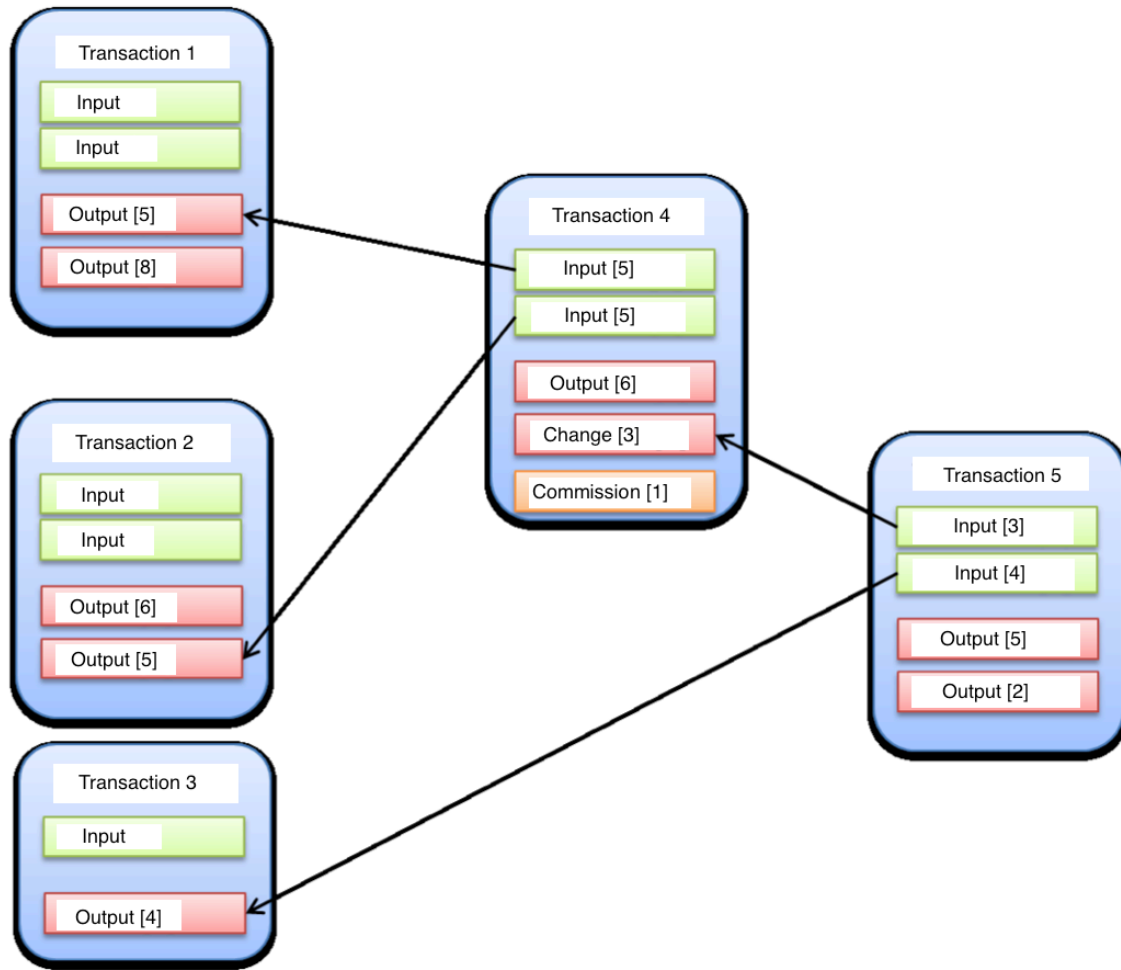 Transaction 1
Input
Input
Output [5]
Output [8]
Transaction 2
Input
Input
Output [6]
Output [5]
Transaction 3
Input
Output [4]
Transaction 4
Input [5]
Input [5]
Output [6]
Change [3]
Commission [1]
Transaction 5
Input [3]
Input [4]
Output [5]
Output [2]